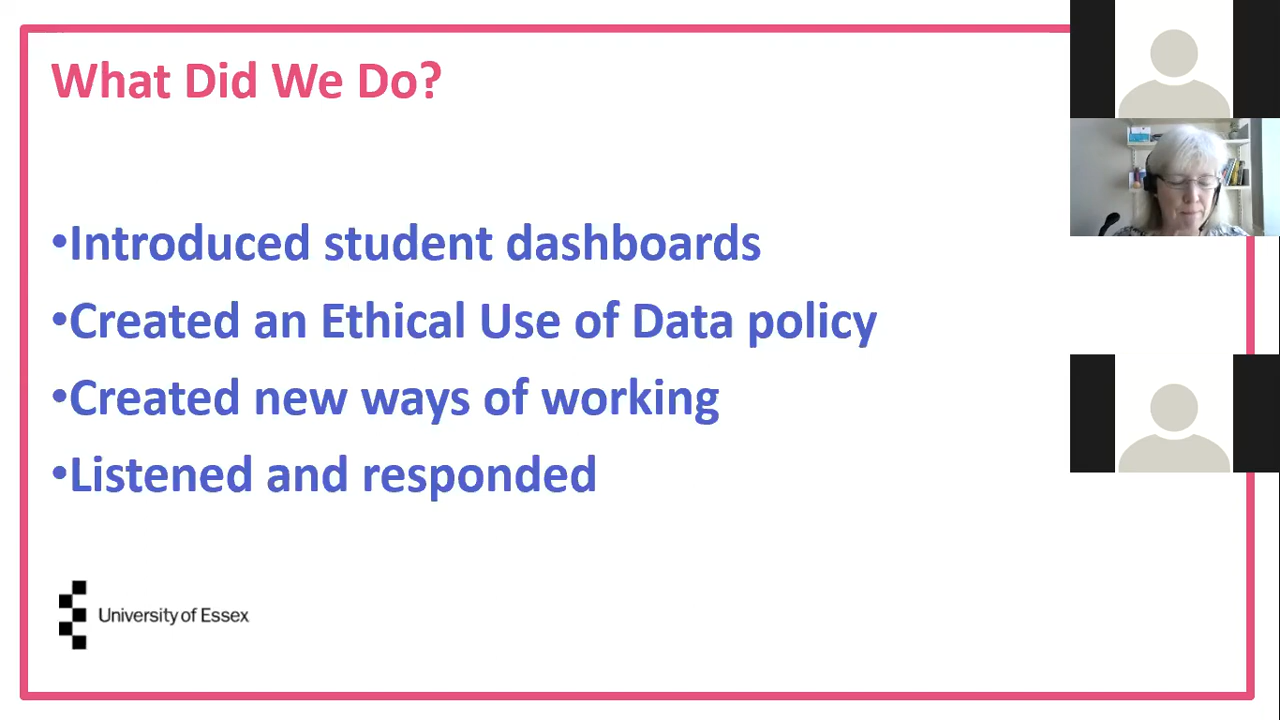 What Did We Do?
•Introduced student dashboards
•Created an Ethical Use of Data policy
•Created new ways of working
•Listened and responded
University of Essex